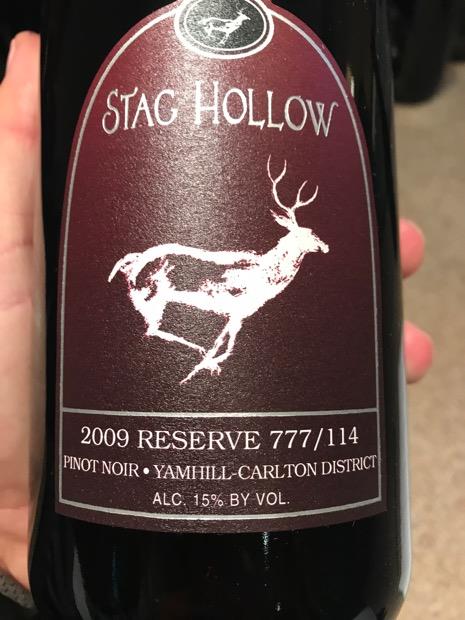 STAG HOLLOW
2009 RESERVE 777/114
PINOT NOIR • YAMHILL-CARLTON DISTRICT
ALC. 15% BY VOL.